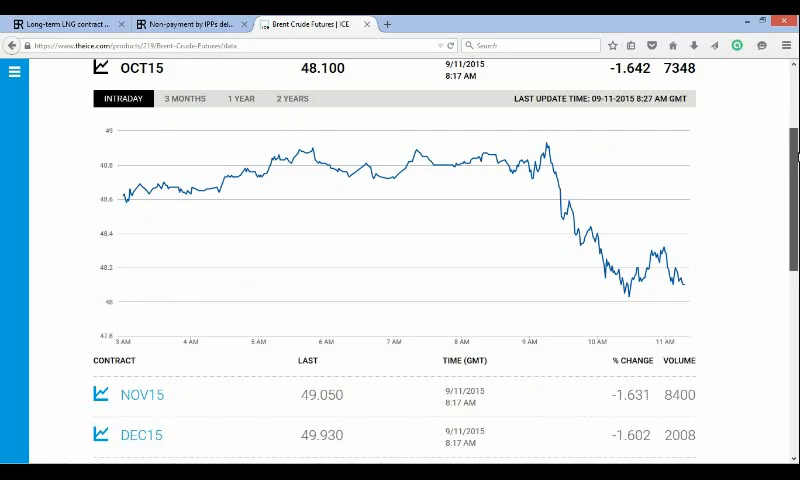 Long-term LNG contract ...
Non-payment by IPPs del...
Brent Crude Futures | ICE
https://www.theice.com/products/219/Brent-Crude-Futures/data
Search
OCT15 48.100 9/11/2015 8:17 AM -1.642 7348
INTRADAY 3 MONTHS 1 YEAR 2 YEARS LAST UPDATE TIME: 09-11-2015 8:27 AM GMT
49
48.8
48.6
48.4
48.2
48
47.8
3 AM 4 AM 5 AM 6 AM 7 AM 8 AM 9 AM 10 AM 11 AM
CONTRACT LAST TIME (GMT) % CHANGE VOLUME
NOV15 49.050 9/11/2015 8:17 AM -1.631 8400
DEC15 49.930 9/11/2015 8:17 AM -1.602 2008